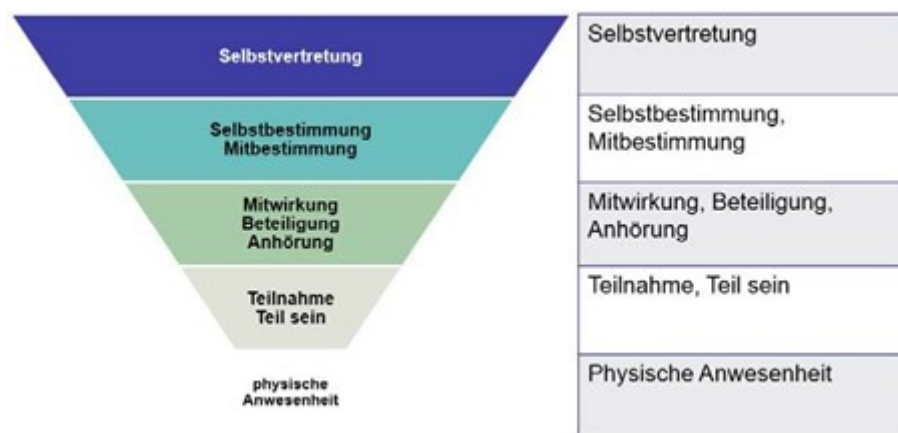 Selbstvertretung
Selbstbestimmung
Mitbestimmung
Mitwirkung
Beteiligung
Anhörung
Teilnahme
Teil sein
physische
Anwesenheit
Selbstvertretung
Selbstbestimmung,
Mitbestimmung
Mitwirkung, Beteiligung,
Anhörung
Teilnahme, Teil sein
Physische Anwesenheit